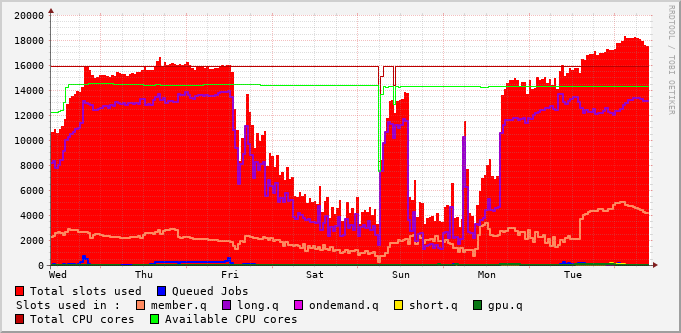 20000
18000
16000
14000
12000
10000
8000
6000
4000
2000
0
Wed Thu Fri Sat Sun Mon Tue
RRDTOOL / TOBI OETIKER
Total slots used Queued Jobs
Slots used in : member.q long.q ondemand.q short.q gpu.q
Total CPU cores Available CPU cores